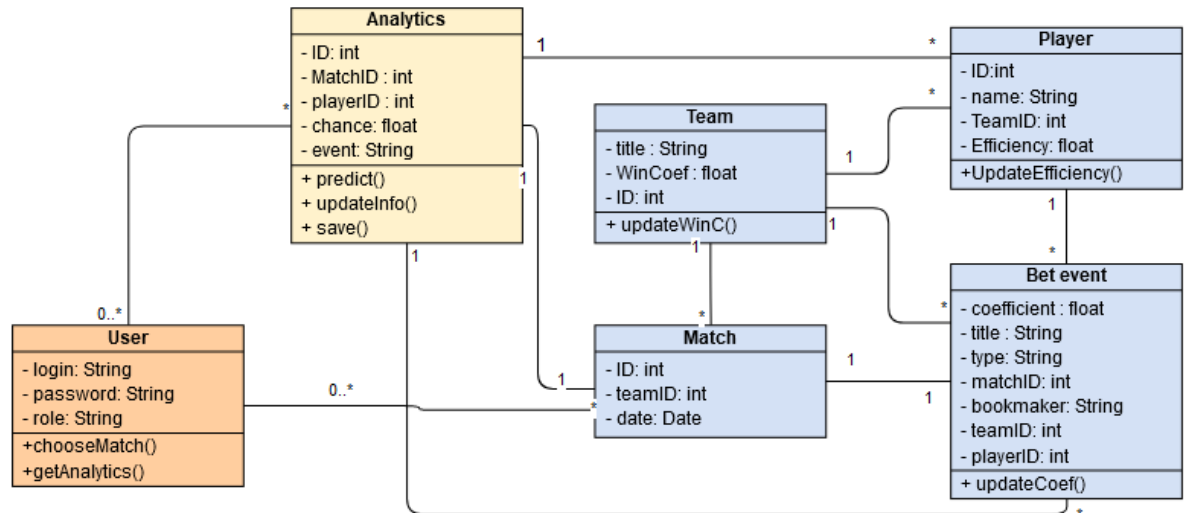 Analytics
- ID: int
- MatchID : int
- playerID : int
- chance: float
- event: String
+ predict()
+ updateInfo()
+ save()
1
*
Player
- ID:int
- name: String
- TeamID: int
- Efficiency: float
+UpdateEfficiency()
*
1
*
Team
- title : String
- WinCoef : float
- ID: int
+ updateWinC()
1
1
1
1
*
1
*
Bet event
- coefficient : float
- title : String
- type: String
- matchID: int
- bookmaker: String
- teamID: int
- playerID: int
+ updateCoef()
*
*
0..*
User
- login: String
- password: String
- role: String
+chooseMatch()
+getAnalytics()
0..*
*
Match
- ID: int
- teamID: int
- date: Date
1
*
1
1